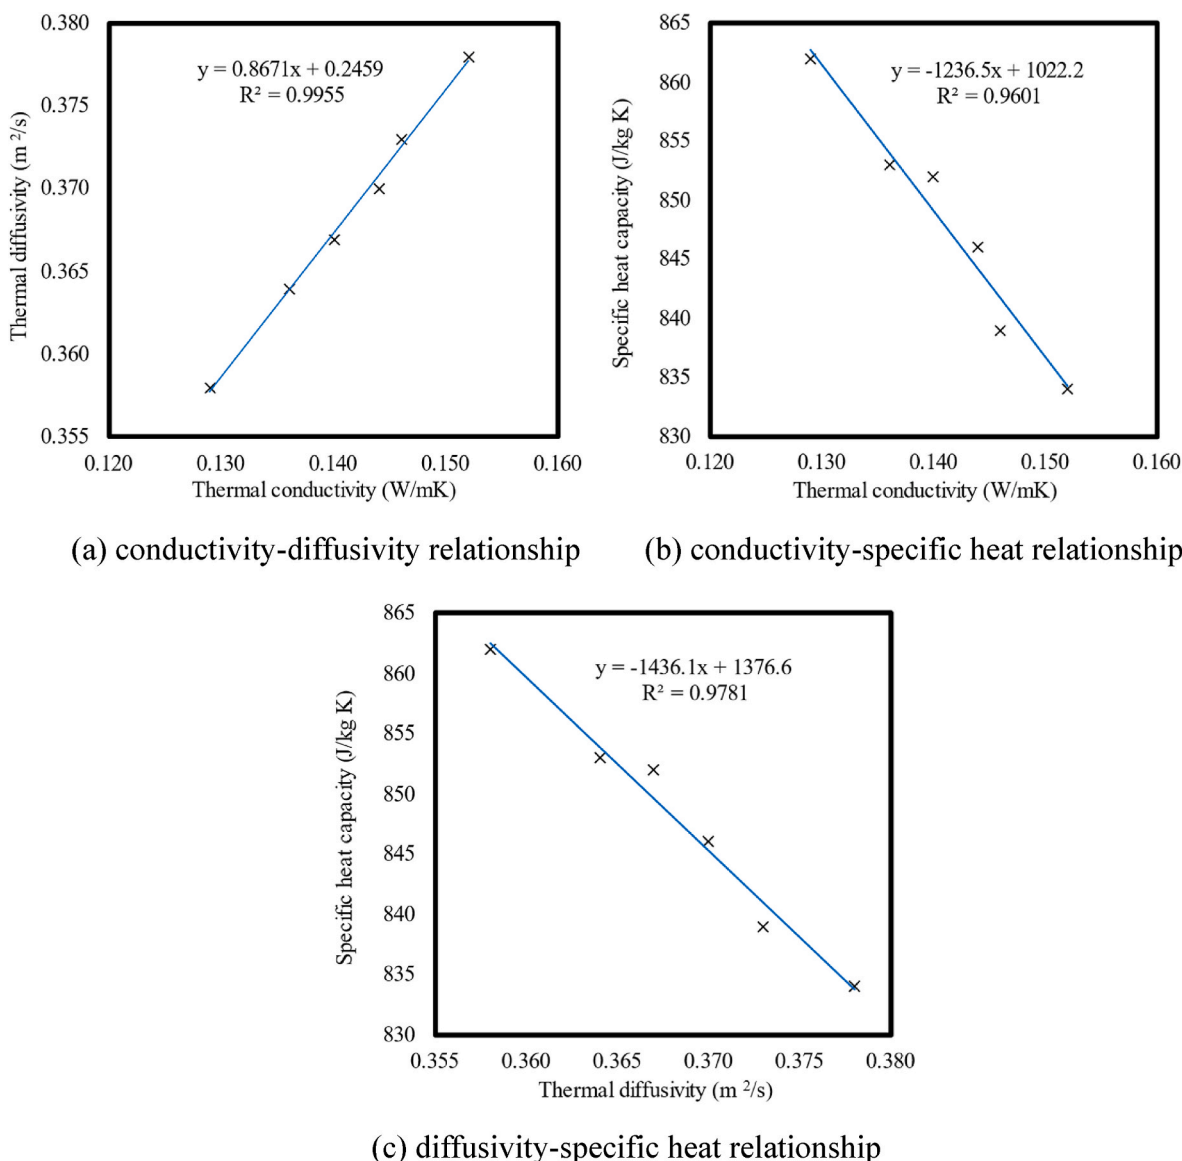 0.380
0.375
0.370
0.365
0.360
0.355
Thermal diffusivity (m ²/s)
y = 0.8671x + 0.2459
R² = 0.9955
0.120 0.130 0.140 0.150 0.160
Thermal conductivity (W/mK)
(a) conductivity-diffusivity relationship
865
860
855
850
845
840
835
830
Specific heat capacity (J/kg K)
y = -1236.5x + 1022.2
R² = 0.9601
0.120 0.130 0.140 0.150 0.160
Thermal conductivity (W/mK)
(b) conductivity-specific heat relationship
865
860
855
850
845
840
835
830
Specific heat capacity (J/kg K)
y = -1436.1x + 1376.6
R² = 0.9781
0.355 0.360 0.365 0.370 0.375 0.380
Thermal diffusivity (m ²/s)
(c) diffusivity-specific heat relationship